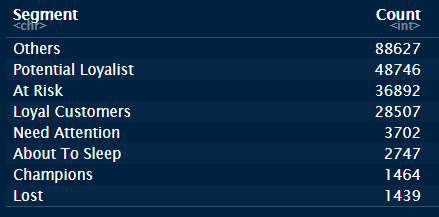 Segment Count
<chr> <int>
Others 88627
Potential Loyalist 48746
At Risk 36892
Loyal Customers 28507
Need Attention 3702
About To Sleep 2747
Champions 1464
Lost 1439